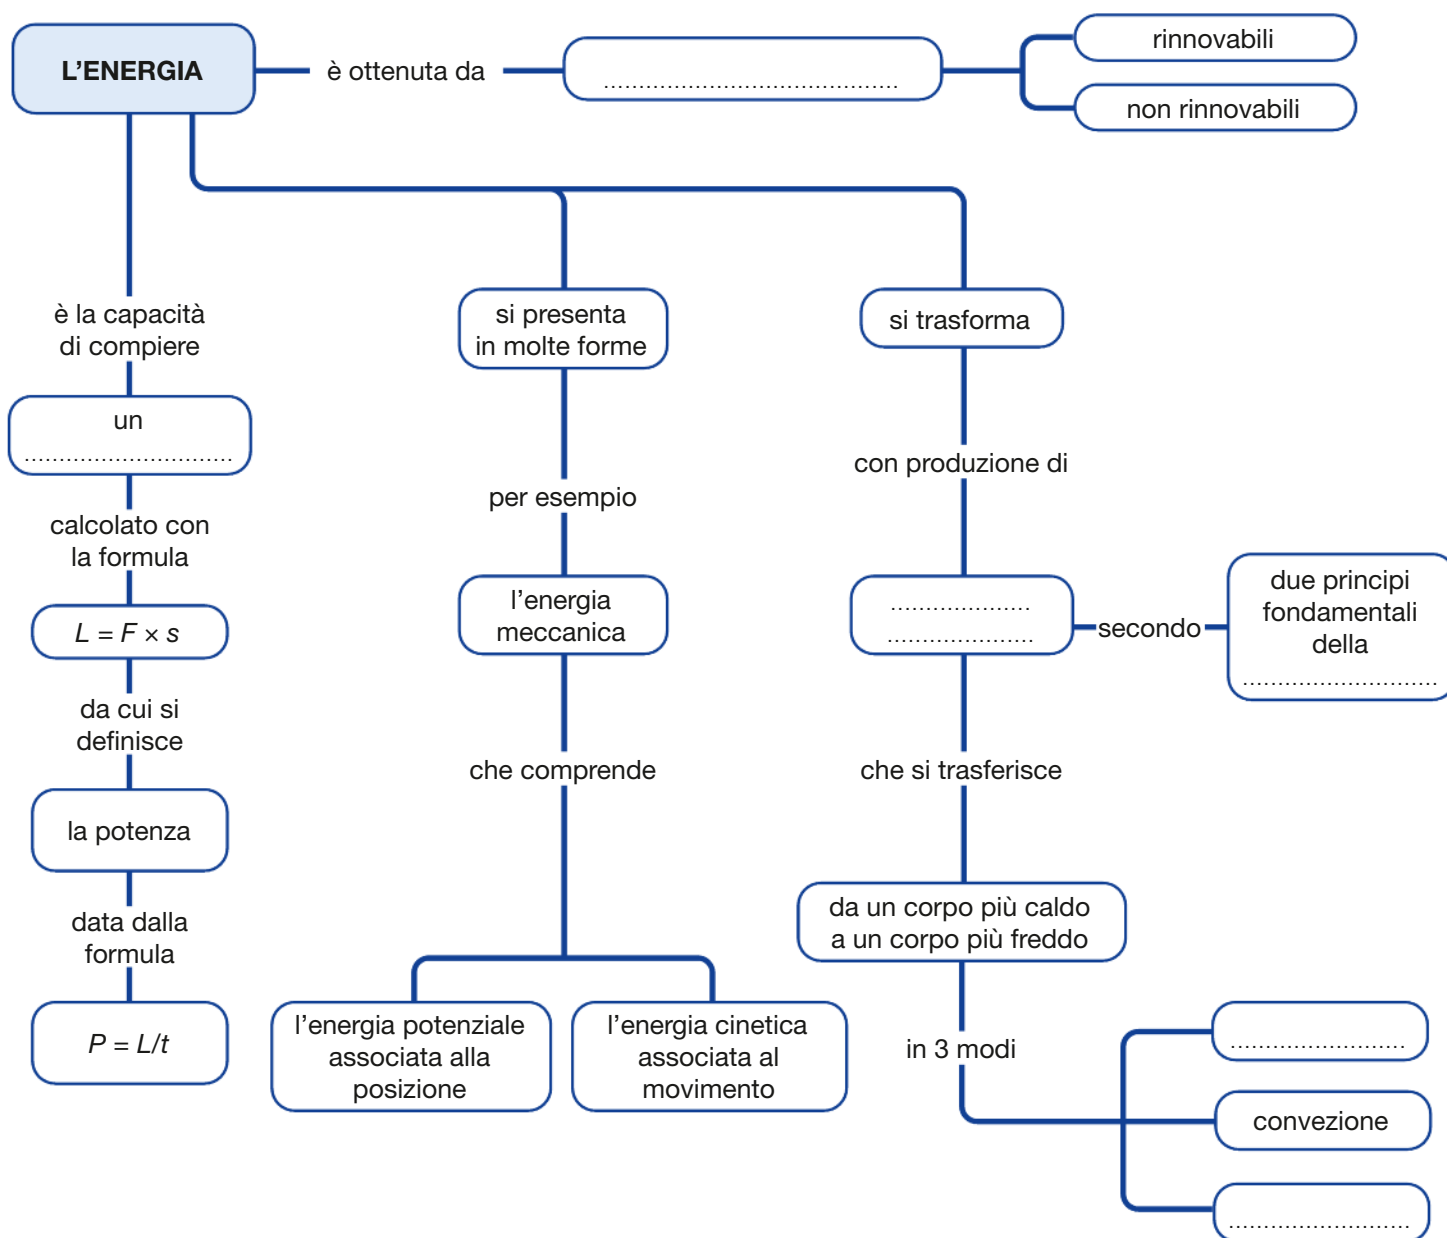 L’ENERGIA
è ottenuta da
........................................
rinnovabili
non rinnovabili
è la capacità
di compiere
un
.............................
calcolato con
la formula
L = F × s
da cui si
definisce
la potenza
data dalla
formula
P = L/t
si presenta
in molte forme
per esempio
l’energia
meccanica
che comprende
l’energia potenziale
associata alla
posizione
l’energia cinetica
associata al
movimento
si trasforma
con produzione di
....................
.....................
secondo
due principi
fondamentali
della
............................
che si trasferisce
da un corpo più caldo
a un corpo più freddo
in 3 modi
.........................
convezione
..........................